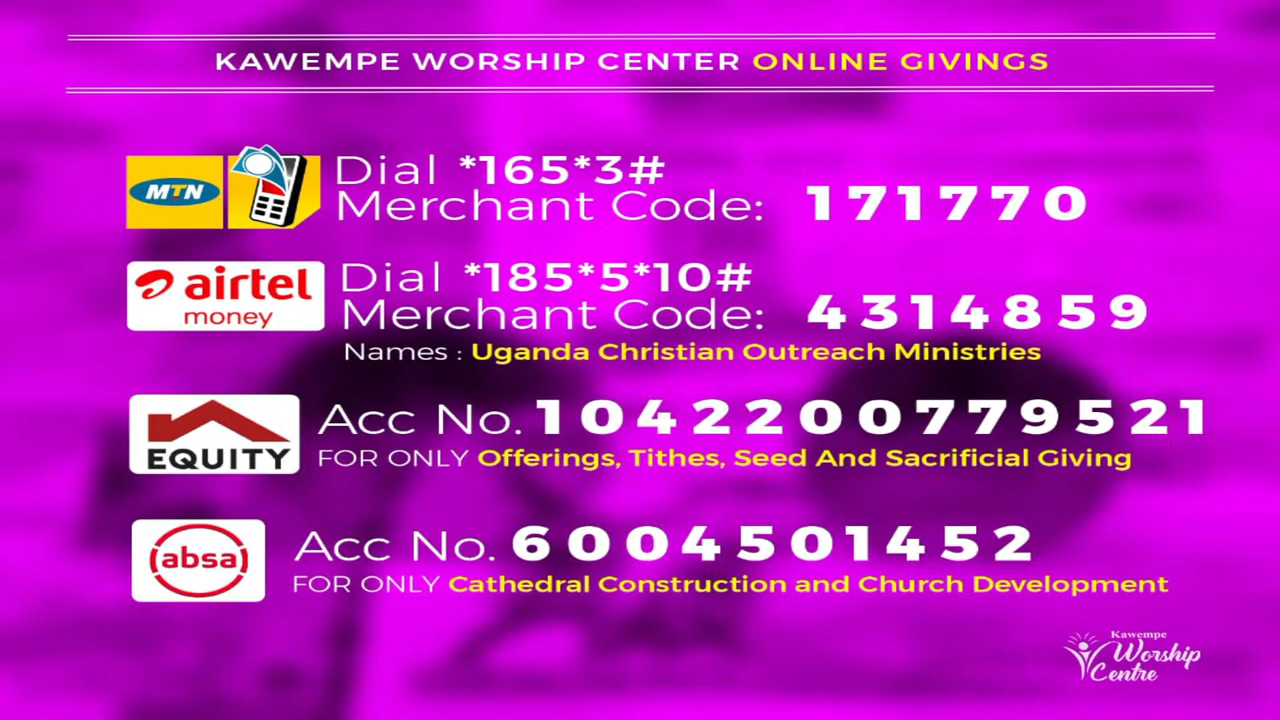 KAWEMPE WORSHIP CENTER ONLINE GIVINGS
MTN
Dial *165*3#
Merchant Code: 171770
airtel
money
Dial *185*5*10#
Merchant Code: 4314859
Names : Uganda Christian Outreach Ministries
EQUITY
Acc No. 1042200779521
FOR ONLY Offerings, Tithes, Seed And Sacrificial Giving
absa
Acc No. 6004501452
FOR ONLY Cathedral Construction and Church Development
Kawempe
Worship
Centre